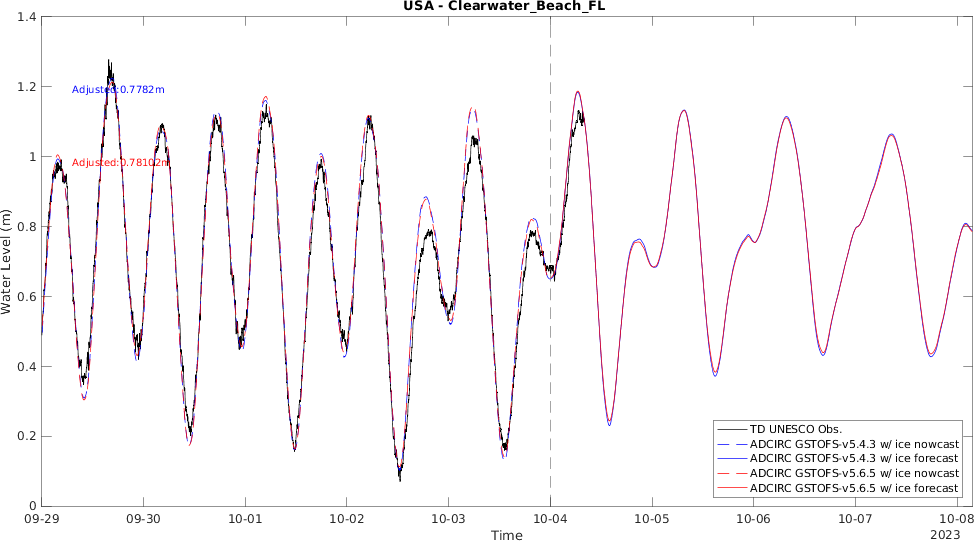 USA - Clearwater_Beach_FL
1.4
1.2
1
0.8
0.6
0.4
0.2
0
Water Level (m)
Adjusted:0.7782m
Adjusted:0.78102m
TD UNESCO Obs.
ADCIRC GSTOFS-v5.4.3 w/ ice nowcast
ADCIRC GSTOFS-v5.4.3 w/ ice forecast
ADCIRC GSTOFS-v5.6.5 w/ ice nowcast
ADCIRC GSTOFS-v5.6.5 w/ ice forecast
09-29 09-30 10-01 10-02 10-03 10-04 10-05 10-06 10-07 10-08
Time
2023